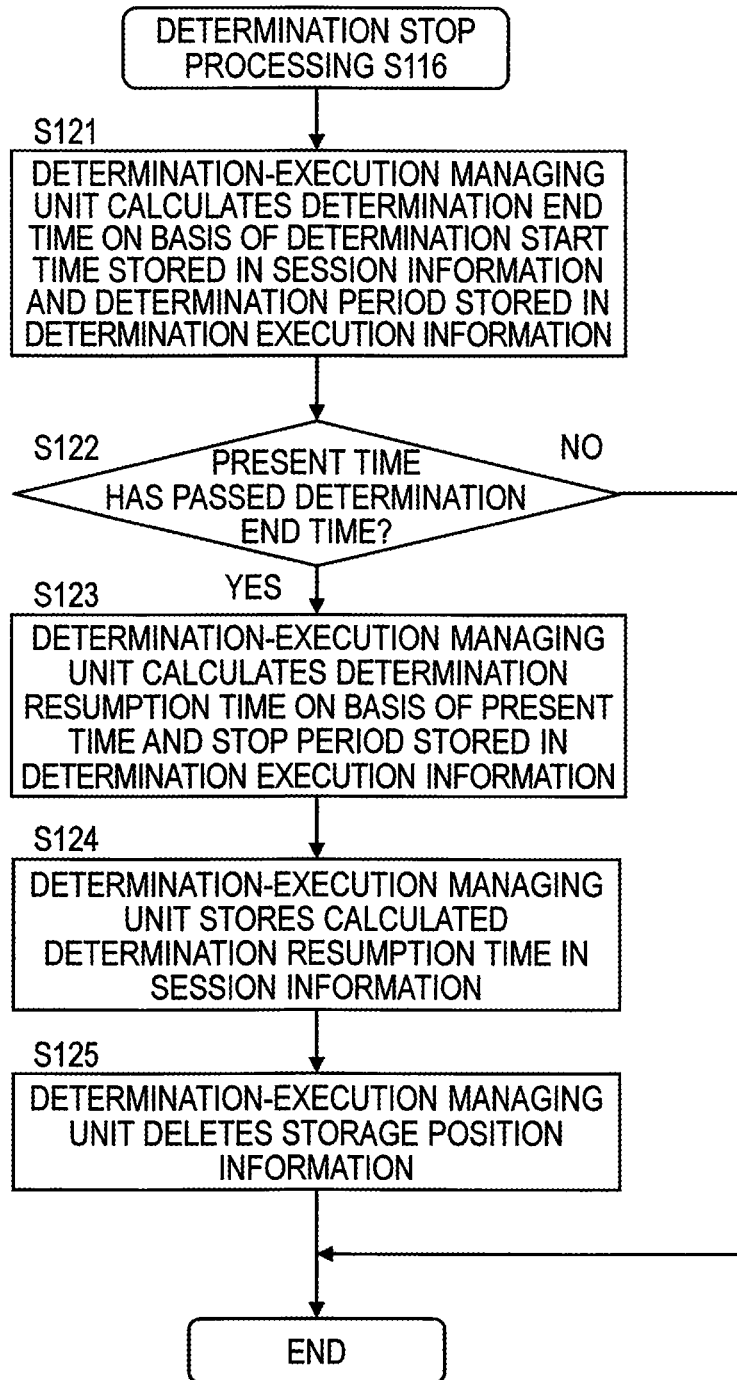 DETERMINATION STOP
PROCESSING S116
S121
DETERMINATION-EXECUTION MANAGING
UNIT CALCULATES DETERMINATION END
TIME ON BASIS OF DETERMINATION START
TIME STORED IN SESSION INFORMATION
AND DETERMINATION PERIOD STORED IN
DETERMINATION EXECUTION INFORMATION
S122
PRESENT TIME
HAS PASSED DETERMINATION
END TIME?
NO
YES
S123
DETERMINATION-EXECUTION MANAGING
UNIT CALCULATES DETERMINATION
RESUMPTION TIME ON BASIS OF PRESENT
TIME AND STOP PERIOD STORED IN
DETERMINATION EXECUTION INFORMATION
S124
DETERMINATION-EXECUTION MANAGING
UNIT STORES CALCULATED
DETERMINATION RESUMPTION TIME IN
SESSION INFORMATION
S125
DETERMINATION-EXECUTION MANAGING
UNIT DELETES STORAGE POSITION
INFORMATION
END